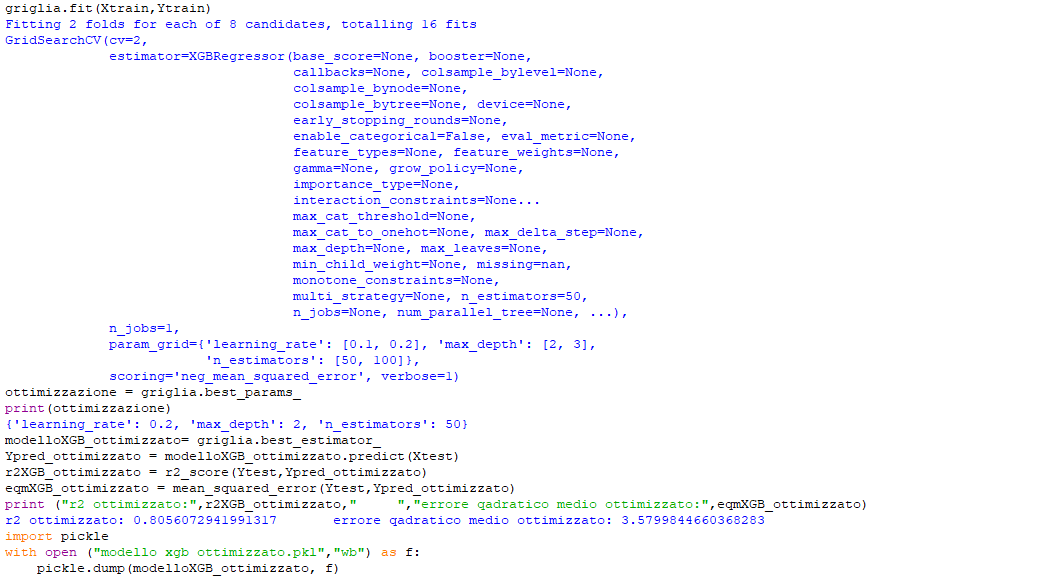 griglia.fit(Xtrain,Ytrain)
Fitting 2 folds for each of 8 candidates, totalling 16 fits
GridSearchCV(cv=2,
             estimator=XGBRegressor(base_score=None, booster=None,
                                    callbacks=None, colsample_bylevel=None,
                                    colsample_bynode=None,
                                    colsample_bytree=None, device=None,
                                    early_stopping_rounds=None,
                                    enable_categorical=False, eval_metric=None,
                                    feature_types=None, feature_weights=None,
                                    gamma=None, grow_policy=None,
                                    importance_type=None,
                                    interaction_constraints=None...
                                    max_cat_threshold=None,
                                    max_cat_to_onehot=None, max_delta_step=None,
                                    max_depth=None, max_leaves=None,
                                    min_child_weight=None, missing=nan,
                                    monotone_constraints=None,
                                    multi_strategy=None, n_estimators=50,
                                    n_jobs=None, num_parallel_tree=None, ...),
             n_jobs=1,
             param_grid={'learning_rate': [0.1, 0.2], 'max_depth': [2, 3],
                         'n_estimators': [50, 100]},
             scoring='neg_mean_squared_error', verbose=1)
ottimizzazione = griglia.best_params_
print(ottimizzazione)
{'learning_rate': 0.2, 'max_depth': 2, 'n_estimators': 50}
modelloXGB_ottimizzato= griglia.best_estimator_
Ypred_ottimizzato = modelloXGB_ottimizzato.predict(Xtest)
r2XGB_ottimizzato = r2_score(Ytest,Ypred_ottimizzato)
eqmXGB_ottimizzato = mean_squared_error(Ytest,Ypred_ottimizzato)
print ("r2 ottimizzato:",r2XGB_ottimizzato,"     ","errore qadratico medio ottimizzato:",eqmXGB_ottimizzato)
r2 ottimizzato: 0.8056072941991317       errore qadratico medio ottimizzato: 3.5799844660368283
import pickle
with open ("modello xgb ottimizzato.pkl","wb") as f:
    pickle.dump(modelloXGB_ottimizzato, f)